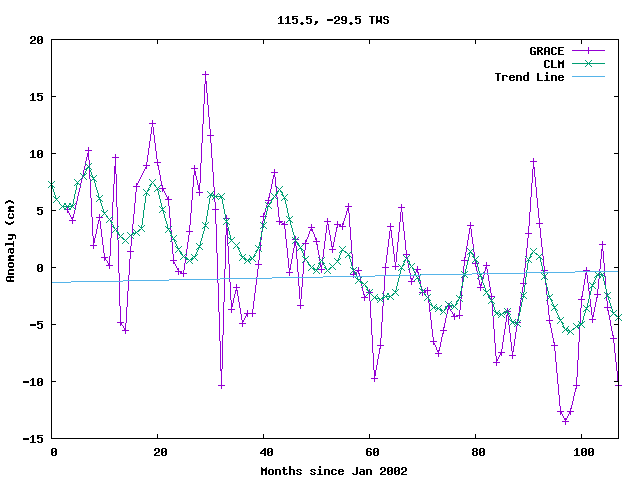 115.5, -29.5 TWS
GRACE
CLM
Trend Line
20
15
10
5
0
-5
-10
-15
Anomaly (cm)
0 20 40 60 80 100
Months since Jan 2002